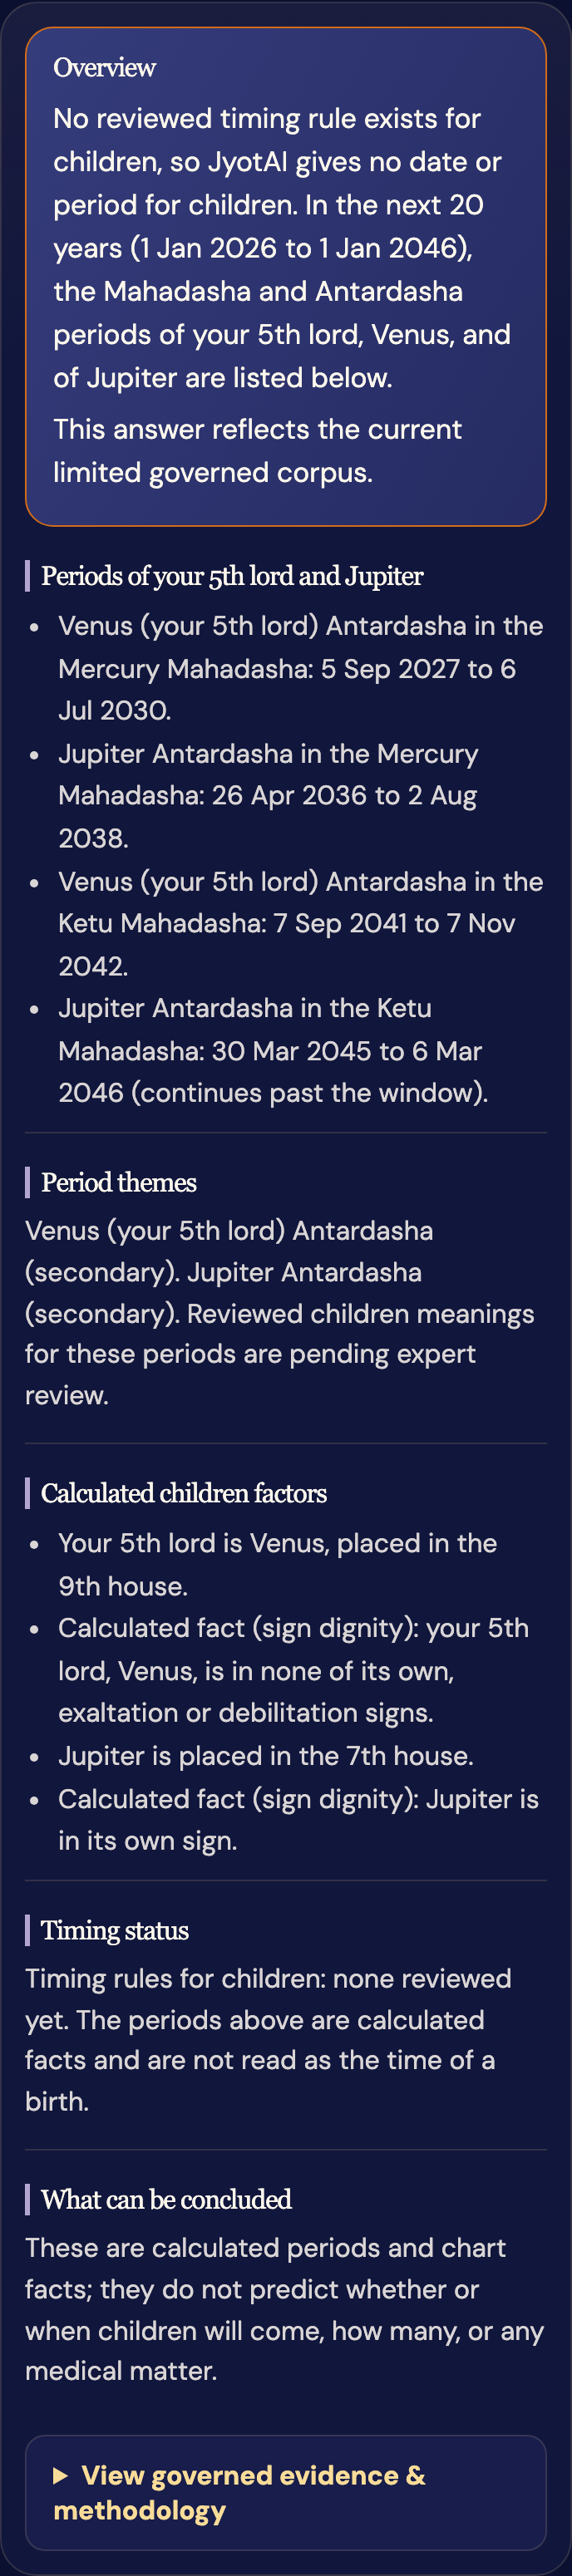 Overview
No reviewed timing rule exists for
children, so JyotAI gives no date or
period for children. In the next 20
years (1 Jan 2026 to 1 Jan 2046),
the Mahadasha and Antardasha
periods of your 5th lord, Venus, and
of Jupiter are listed below.
This answer reflects the current
limited governed corpus.
Periods of your 5th lord and Jupiter
• Venus (your 5th lord) Antardasha in the
Mercury Mahadasha: 5 Sep 2027 to 6
Jul 2030.
• Jupiter Antardasha in the Mercury
Mahadasha: 26 Apr 2036 to 2 Aug
2038.
• Venus (your 5th lord) Antardasha in the
Ketu Mahadasha: 7 Sep 2041 to 7 Nov
2042.
• Jupiter Antardasha in the Ketu
Mahadasha: 30 Mar 2045 to 6 Mar
2046 (continues past the window).
Period themes
Venus (your 5th lord) Antardasha
(secondary). Jupiter Antardasha
(secondary). Reviewed children meanings
for these periods are pending expert
review.
Calculated children factors
• Your 5th lord is Venus, placed in the
9th house.
• Calculated fact (sign dignity): your 5th
lord, Venus, is in none of its own,
exaltation or debilitation signs.
• Jupiter is placed in the 7th house.
• Calculated fact (sign dignity): Jupiter is
in its own sign.
Timing status
Timing rules for children: none reviewed
yet. The periods above are calculated
facts and are not read as the time of a
birth.
What can be concluded
These are calculated periods and chart
facts; they do not predict whether or
when children will come, how many, or any
medical matter.
▶ View governed evidence &
methodology